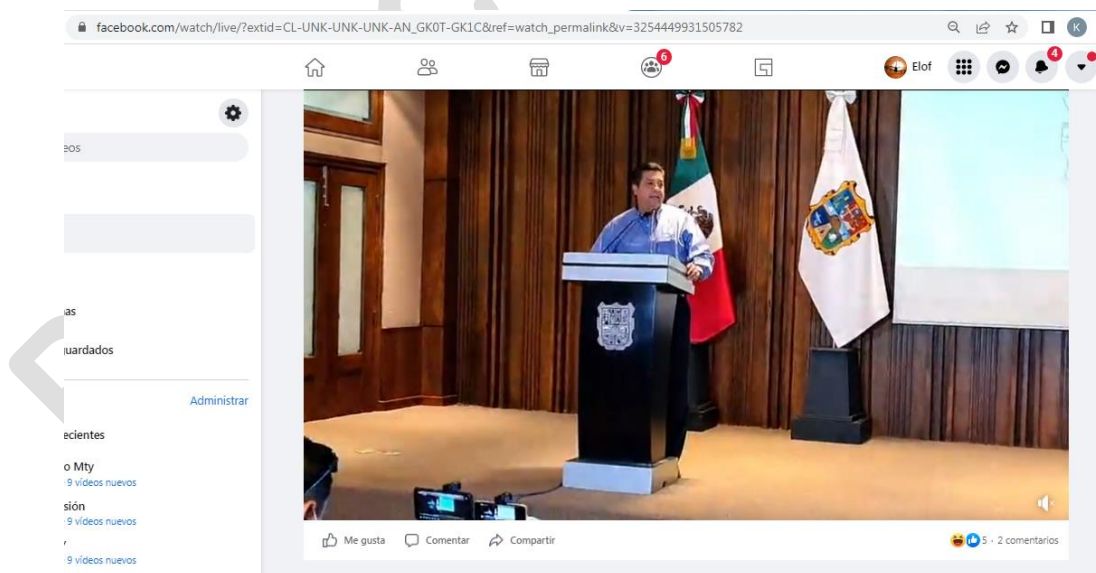 facebook.com/watch/live/?extid=CL-UNK-UNK-UNK-AN_GK0T-GK1C&ref=watch_permalink&v=3254449931505782
K
6
Elof
4
eos
as
uardados
Administrar
ecientes
o Mty
9 vídeos nuevos
sión
9 vídeos nuevos
9 vídeos nuevos
Me gusta
Comentar
Compartir
5 · 2 comentarios